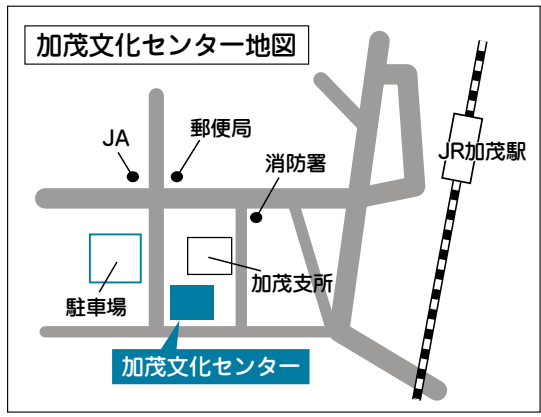 加茂文化センター地図
JA
郵便局
消防署
JR加茂駅
加茂支所
駐車場
加茂文化センター